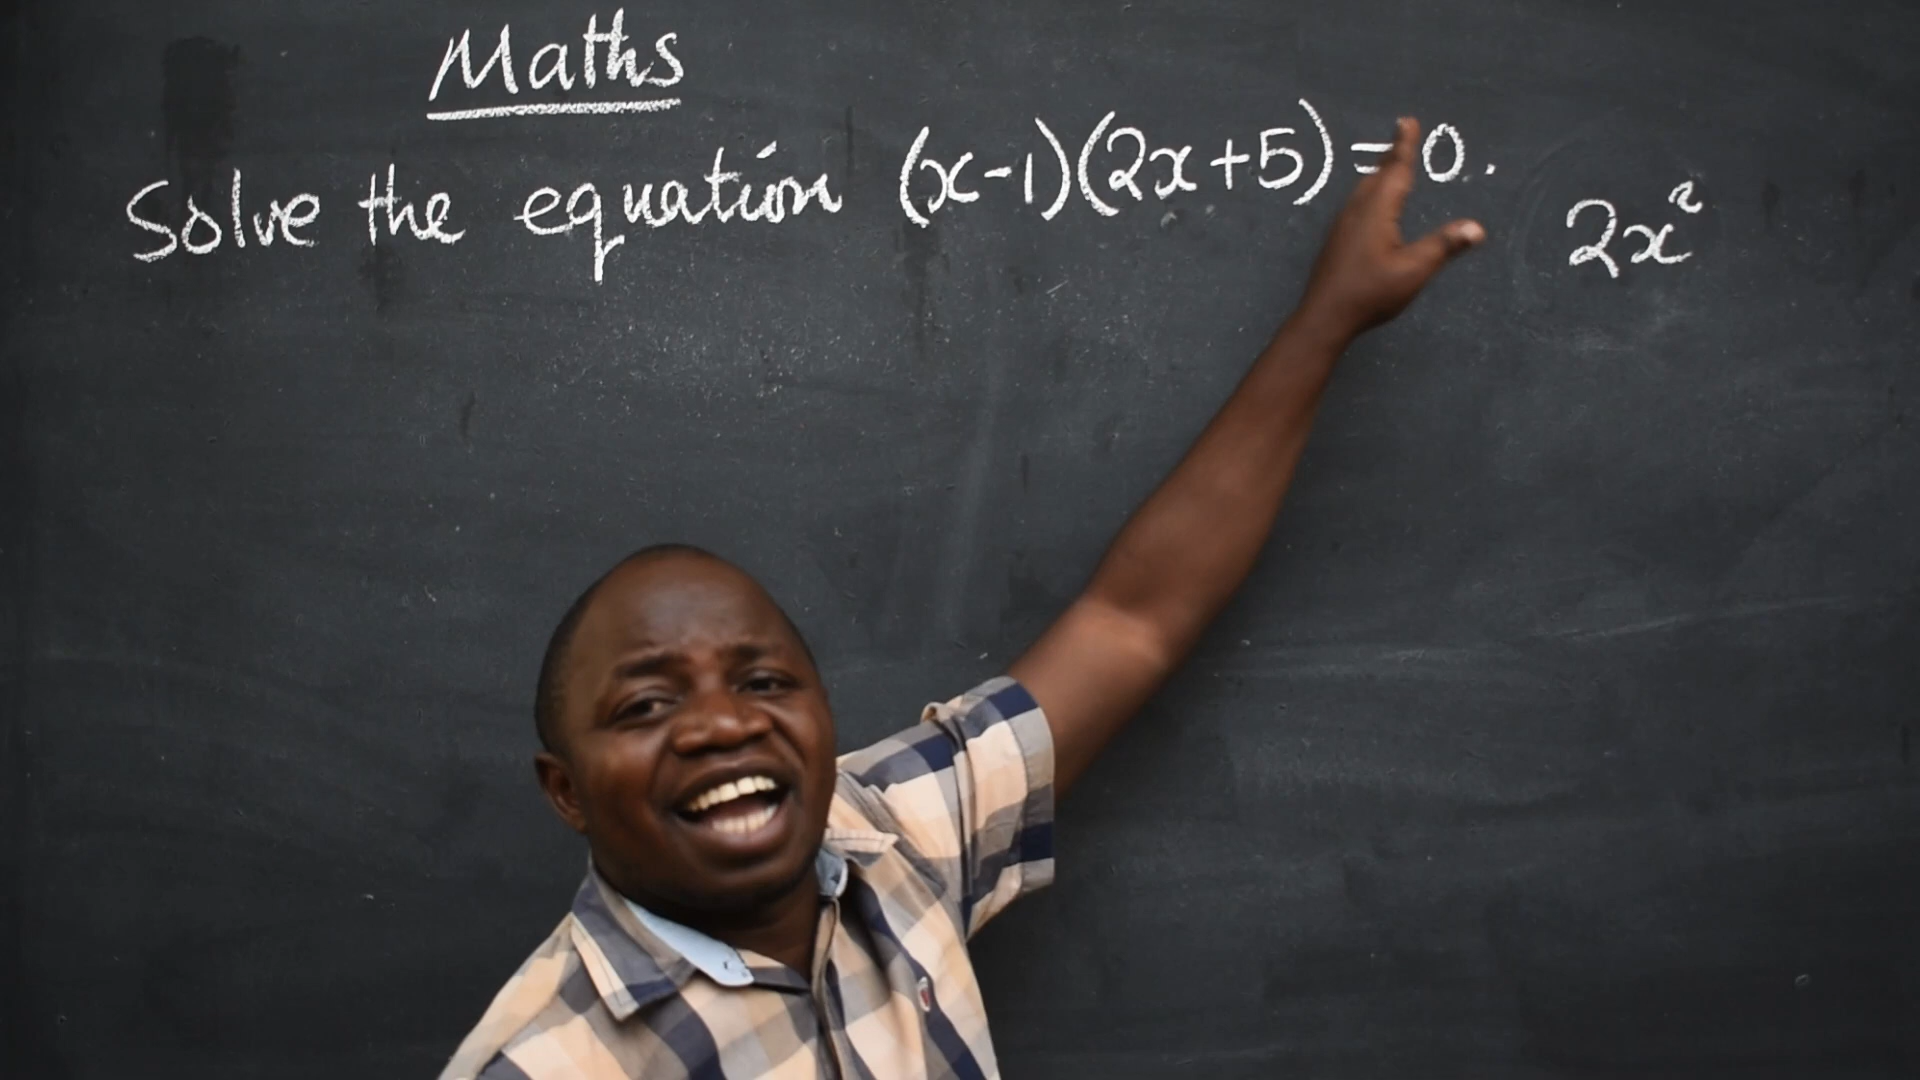 Maths
Solve the equation (x-1)(2x+5)=0.
2x²